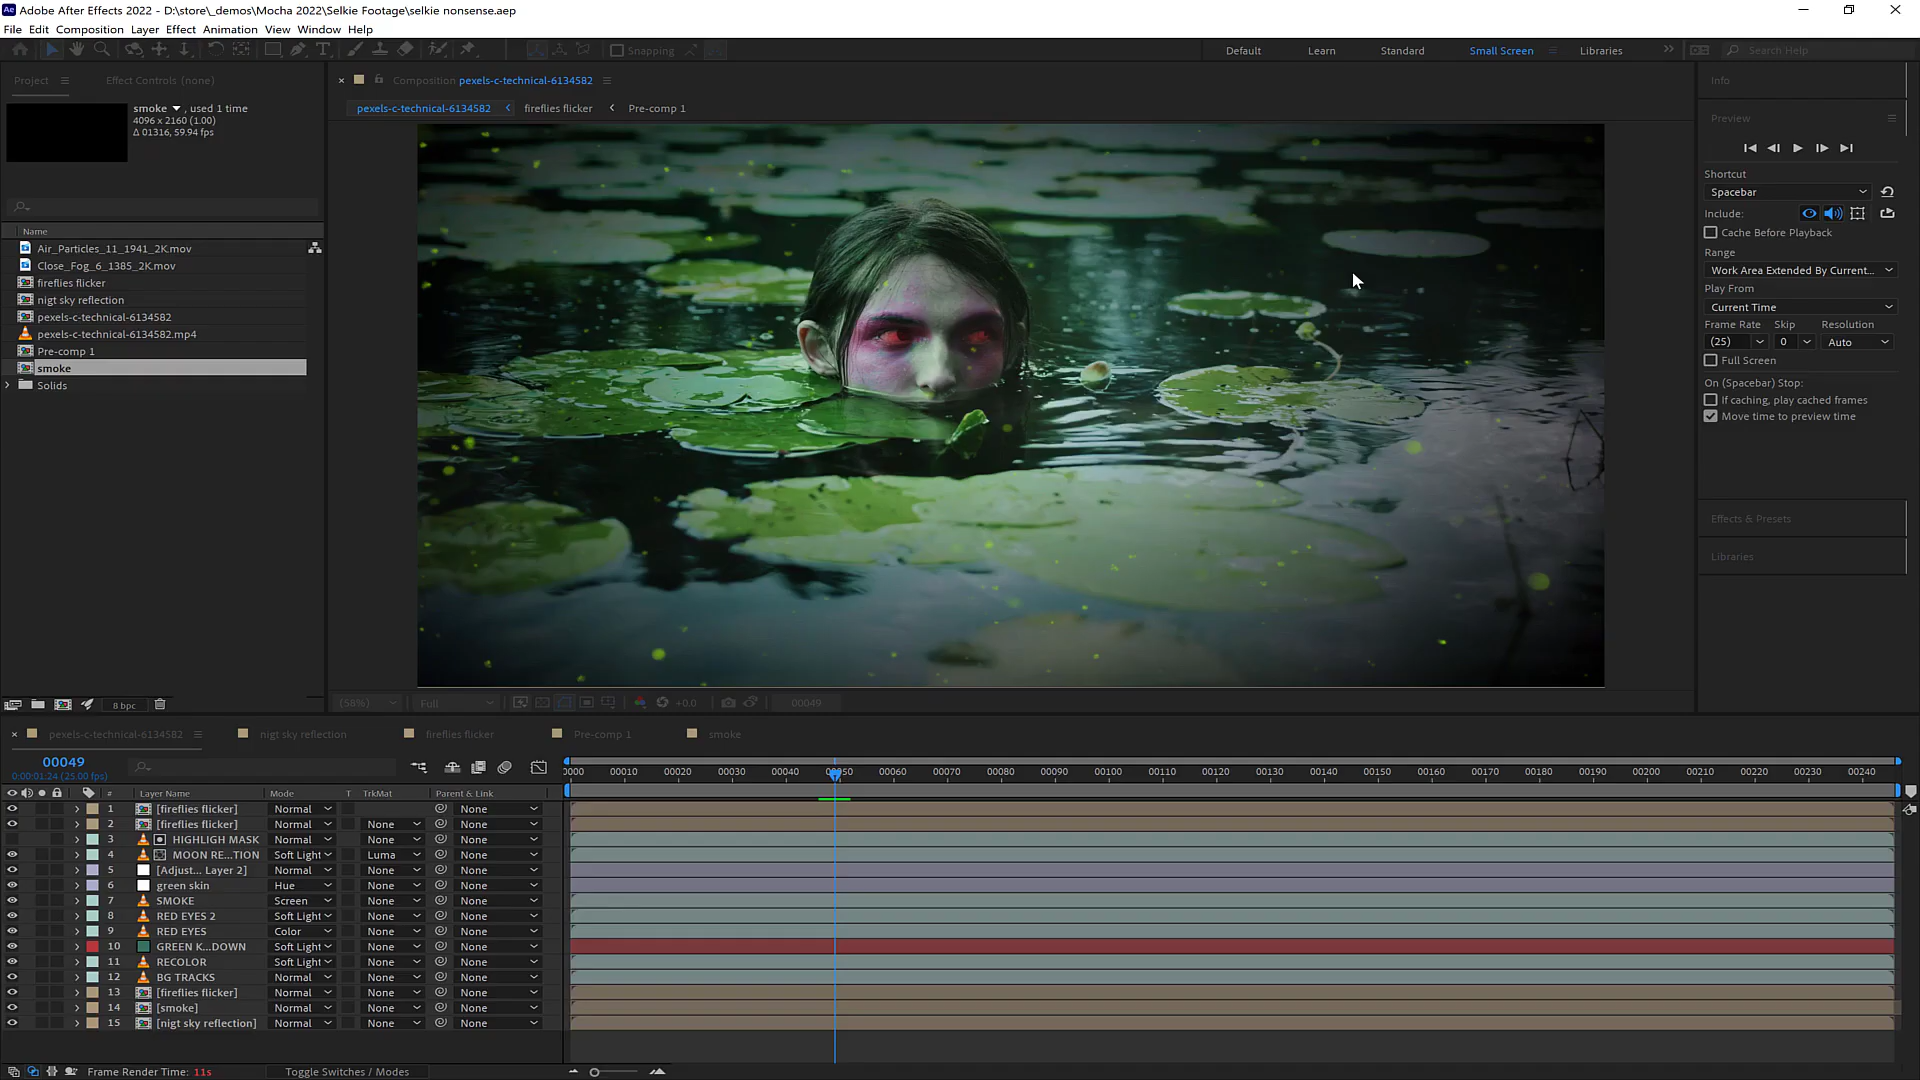 Adobe After Effects 2022 - D:\store\_demos\Mocha 2022\Selkie Footage\selkie nonsense.aep
File Edit Composition Layer Effect Animation View Window Help
Snapping Default Learn Standard Small Screen Libraries Search Help
Project Effect Controls (none)
smoke , used 1 time
4096 x 2160 (1.00)
Δ 01316, 59.94 fps
Name
Air_Particles_11_1941_2K.mov
Close_Fog_6_1385_2K.mov
fireflies flicker
nigt sky reflection
pexels-c-technical-6134582
pexels-c-technical-6134582.mp4
Pre-comp 1
smoke
Solids
8 bpc
Composition pexels-c-technical-6134582
pexels-c-technical-6134582 fireflies flicker Pre-comp 1
(58%) Full +0.0 00049
Info
Preview
Shortcut
Spacebar
Include:
Cache Before Playback
Range
Work Area Extended By Current...
Play From
Current Time
Frame Rate Skip Resolution
(25) 0 Auto
Full Screen
On (Spacebar) Stop:
If caching, play cached frames
Move time to preview time
Effects & Presets
Libraries
pexels-c-technical-6134582 nigt sky reflection fireflies flicker Pre-comp 1 smoke
00049
0:00:01:24 (25.00 fps)
0000 00010 00020 00030 00040 00050 00060 00070 00080 00090 00100 00110 00120 00130 00140 00150 00160 00170 00180 00190 00200 00210 00220 00230 00240
# Layer Name Mode T TrkMat Parent & Link
1 [fireflies flicker] Normal None
2 [fireflies flicker] Normal None None
3 HIGHLIGH MASK Normal None None
4 MOON RE...TION Soft Light Luma None
5 [Adjust... Layer 2] Normal None None
6 green skin Hue None None
7 SMOKE Screen None None
8 RED EYES 2 Soft Light None None
9 RED EYES Color None None
10 GREEN K...DOWN Soft Light None None
11 RECOLOR Soft Light None None
12 BG TRACKS Normal None None
13 [fireflies flicker] Normal None None
14 [smoke] Normal None None
15 [nigt sky reflection] Normal None None
Frame Render Time: 11s Toggle Switches / Modes